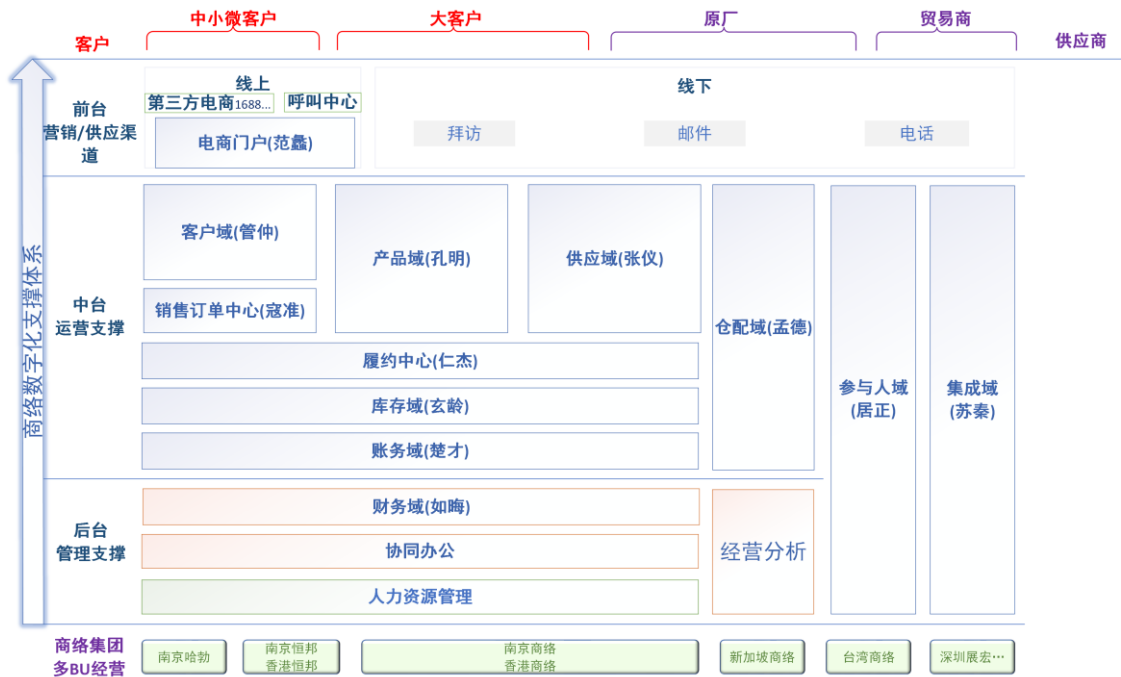 中小微客户
大客户
原厂
贸易商
客户
供应商
线上
线下
第三方电商1688...
呼叫中心
前台
营销/供应渠
道
电商门户(范蠡)
拜访
邮件
电话
商络数字化支撑体系
客户域(管仲)
产品域(孔明)
供应域(张仪)
中台
运营支撑
销售订单中心(寇准)
仓配域(孟德)
履约中心(仁杰)
参与人域
(居正)
集成域
(苏秦)
库存域(玄龄)
账务域(楚才)
财务域(如晦)
后台
管理支撑
协同办公
经营分析
人力资源管理
商络集团
多BU经营
南京哈勃
南京恒邦
香港恒邦
南京商络
香港商络
新加坡商络
台湾商络
深圳展宏…